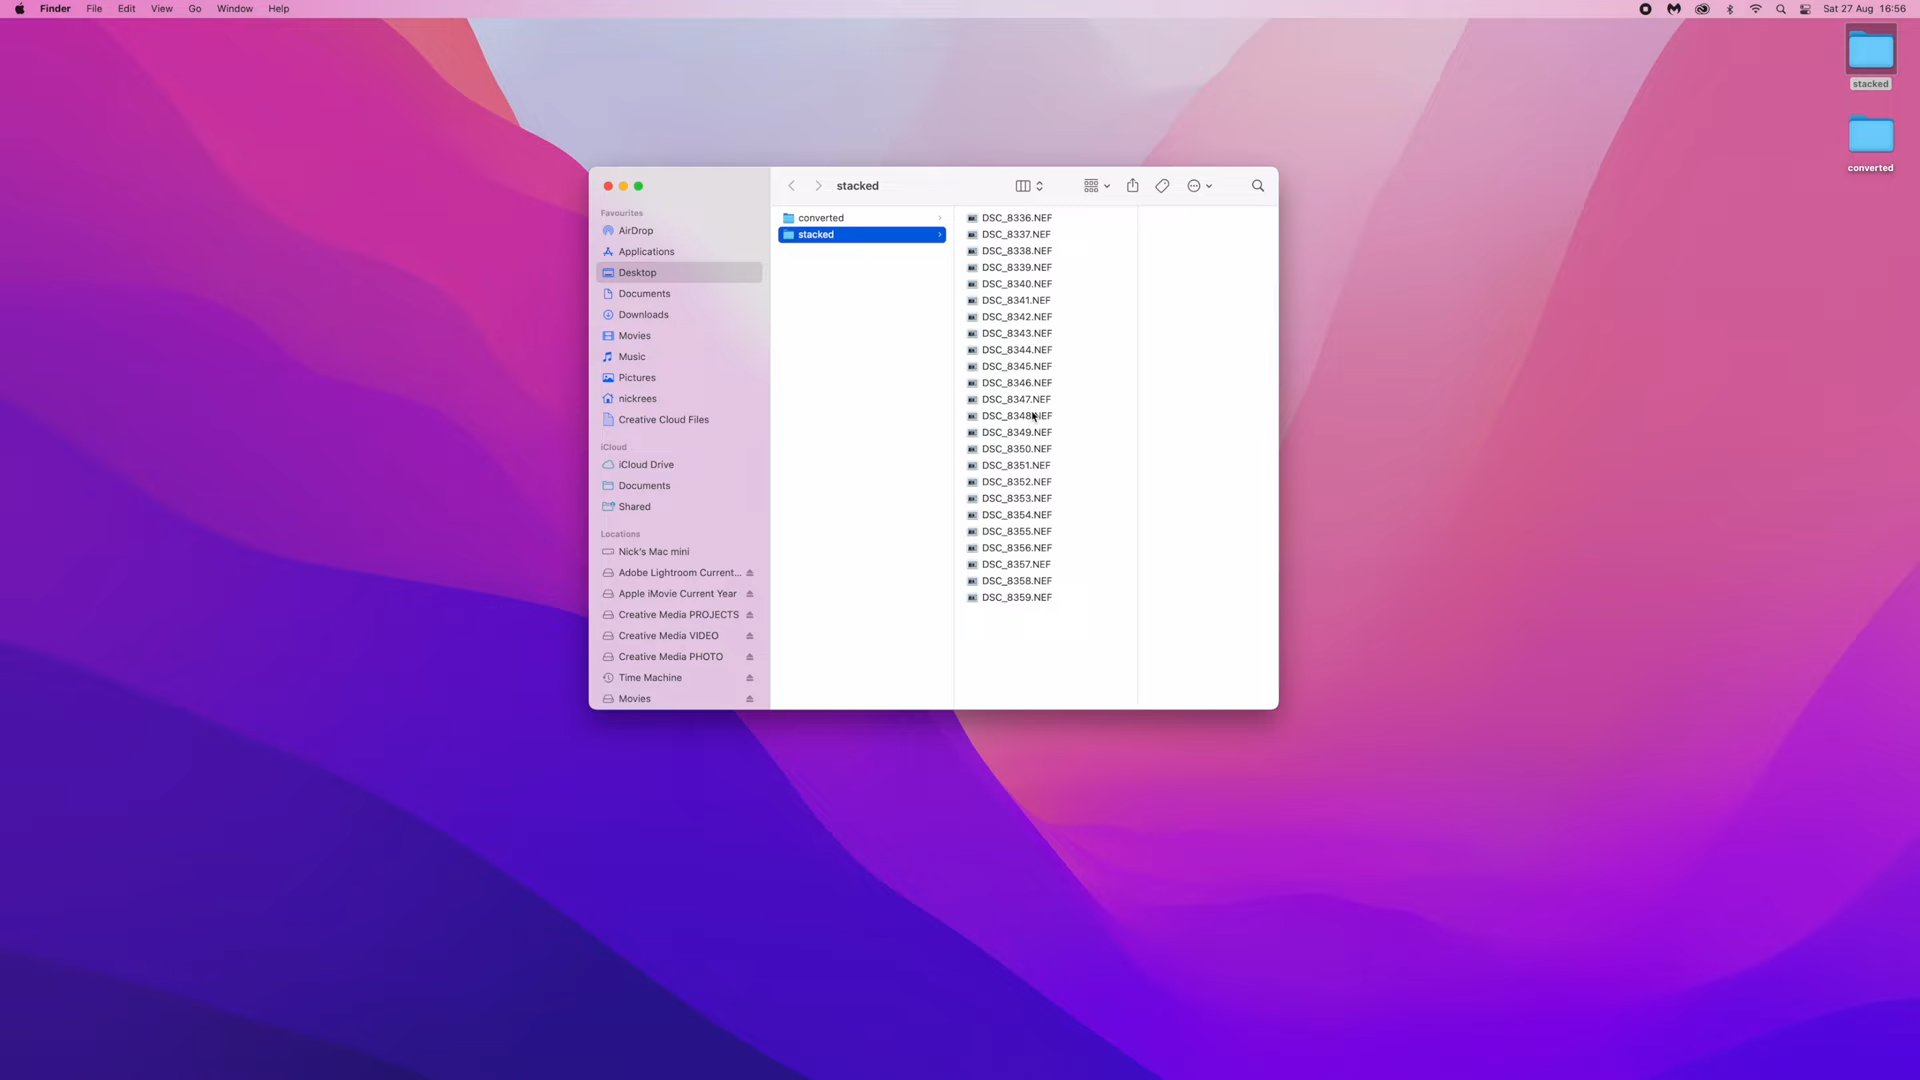 Finder File Edit View Go Window Help
Sat 27 Aug 16:56
stacked
converted
stacked
Favourites
AirDrop
Applications
Desktop
Documents
Downloads
Movies
Music
Pictures
nickrees
Creative Cloud Files
iCloud
iCloud Drive
Documents
Shared
Locations
Nick's Mac mini
Adobe Lightroom Current...
Apple iMovie Current Year
Creative Media PROJECTS
Creative Media VIDEO
Creative Media PHOTO
Time Machine
Movies
converted
stacked
DSC_8336.NEF
DSC_8337.NEF
DSC_8338.NEF
DSC_8339.NEF
DSC_8340.NEF
DSC_8341.NEF
DSC_8342.NEF
DSC_8343.NEF
DSC_8344.NEF
DSC_8345.NEF
DSC_8346.NEF
DSC_8347.NEF
DSC_8348.NEF
DSC_8349.NEF
DSC_8350.NEF
DSC_8351.NEF
DSC_8352.NEF
DSC_8353.NEF
DSC_8354.NEF
DSC_8355.NEF
DSC_8356.NEF
DSC_8357.NEF
DSC_8358.NEF
DSC_8359.NEF